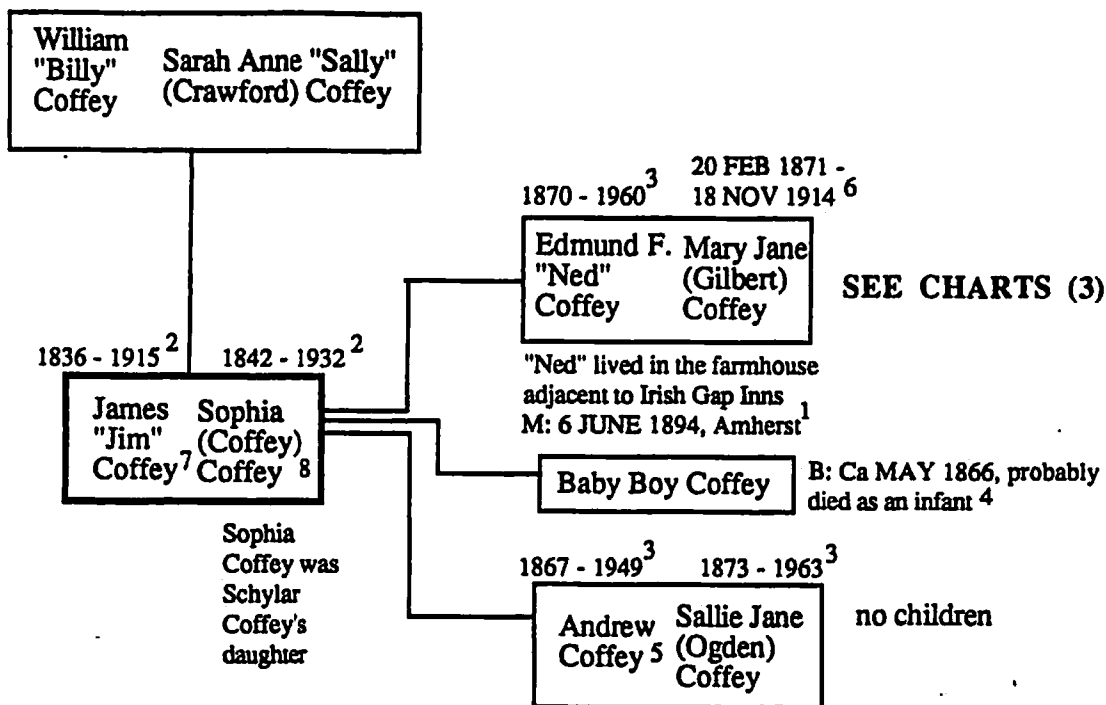 William
"Billy"
Coffey
Sarah Anne "Sally"
(Crawford) Coffey
1836 - 1915 2
1842 - 1932 2
James
"Jim"
Coffey 7
Sophia
(Coffey)
Coffey 8
Sophia
Coffey was
Schylar
Coffey's
daughter
1870 - 1960 3
20 FEB 1871 -
18 NOV 1914 6
Edmund F.
"Ned"
Coffey
Mary Jane
(Gilbert)
Coffey
SEE CHARTS (3)
"Ned" lived in the farmhouse
adjacent to Irish Gap Inns
M: 6 JUNE 1894, Amherst 1
Baby Boy Coffey
B: Ca MAY 1866, probably
died as an infant 4
1867 - 1949 3
1873 - 1963 3
Andrew
Coffey 5
Sallie Jane
(Ogden)
Coffey
no children